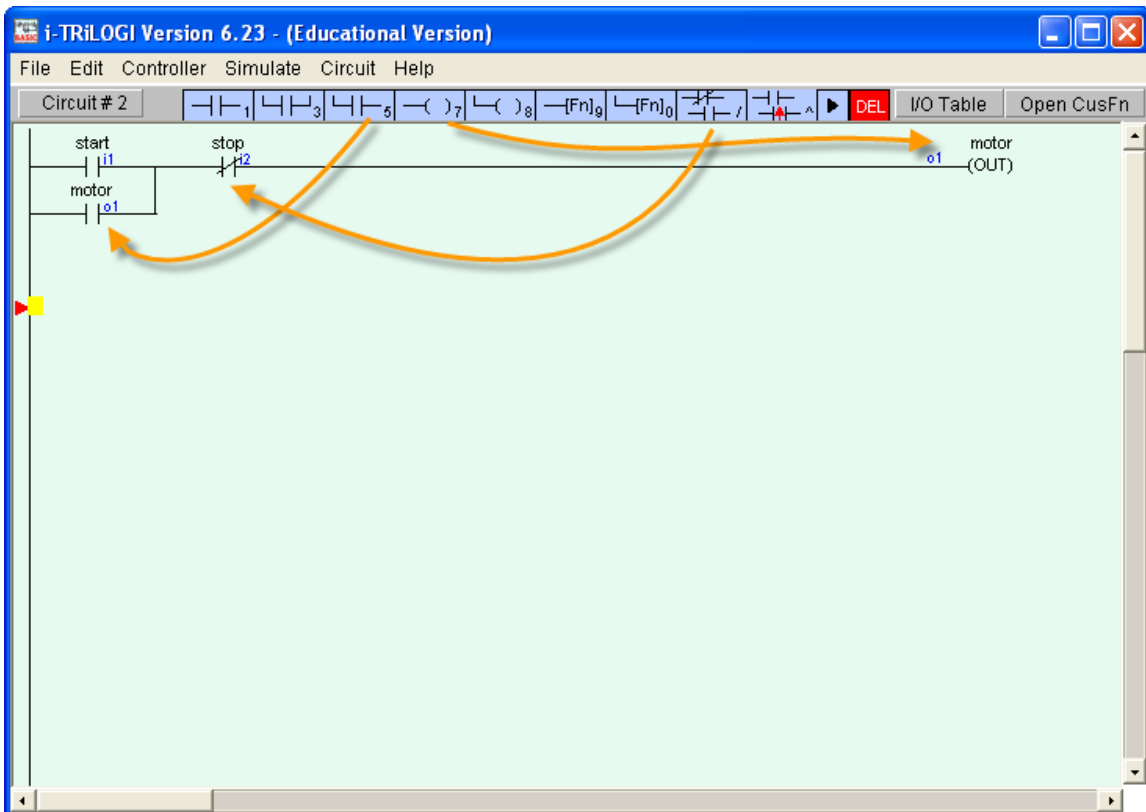 i-TRiLOGI Version 6.23 - (Educational Version)
File Edit Controller Simulate Circuit Help
Circuit # 2 1 3 5 ( )7 ( )8 [Fn]9 [Fn]0 / ^ DEL I/O Table Open CusFn
start stop motor
i1 i2 o1 (OUT)
motor
o1